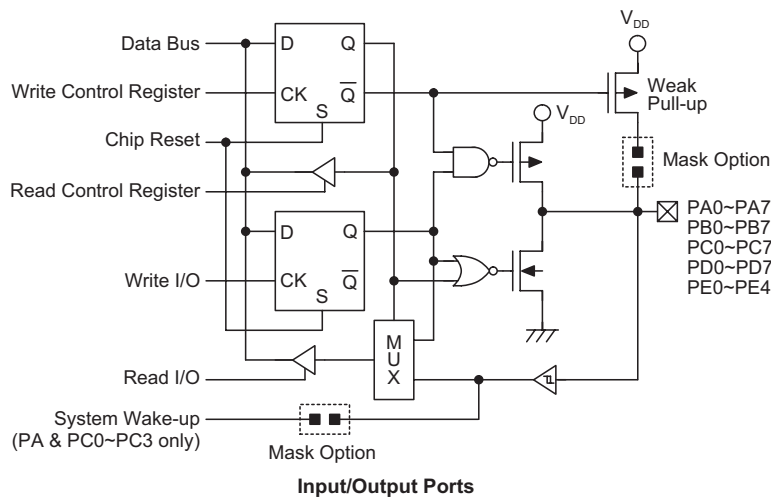 Data Bus
Write Control Register
Chip Reset
Read Control Register
Write I/O
Read I/O
System Wake-up
(PA & PC0~PC3 only)
Mask Option
D
Q
CK
Q
S
D
Q
CK
Q
S
M
U
X
VDD
VDD
Weak
Pull-up
Mask Option
PA0~PA7
PB0~PB7
PC0~PC7
PD0~PD7
PE0~PE4
Input/Output Ports